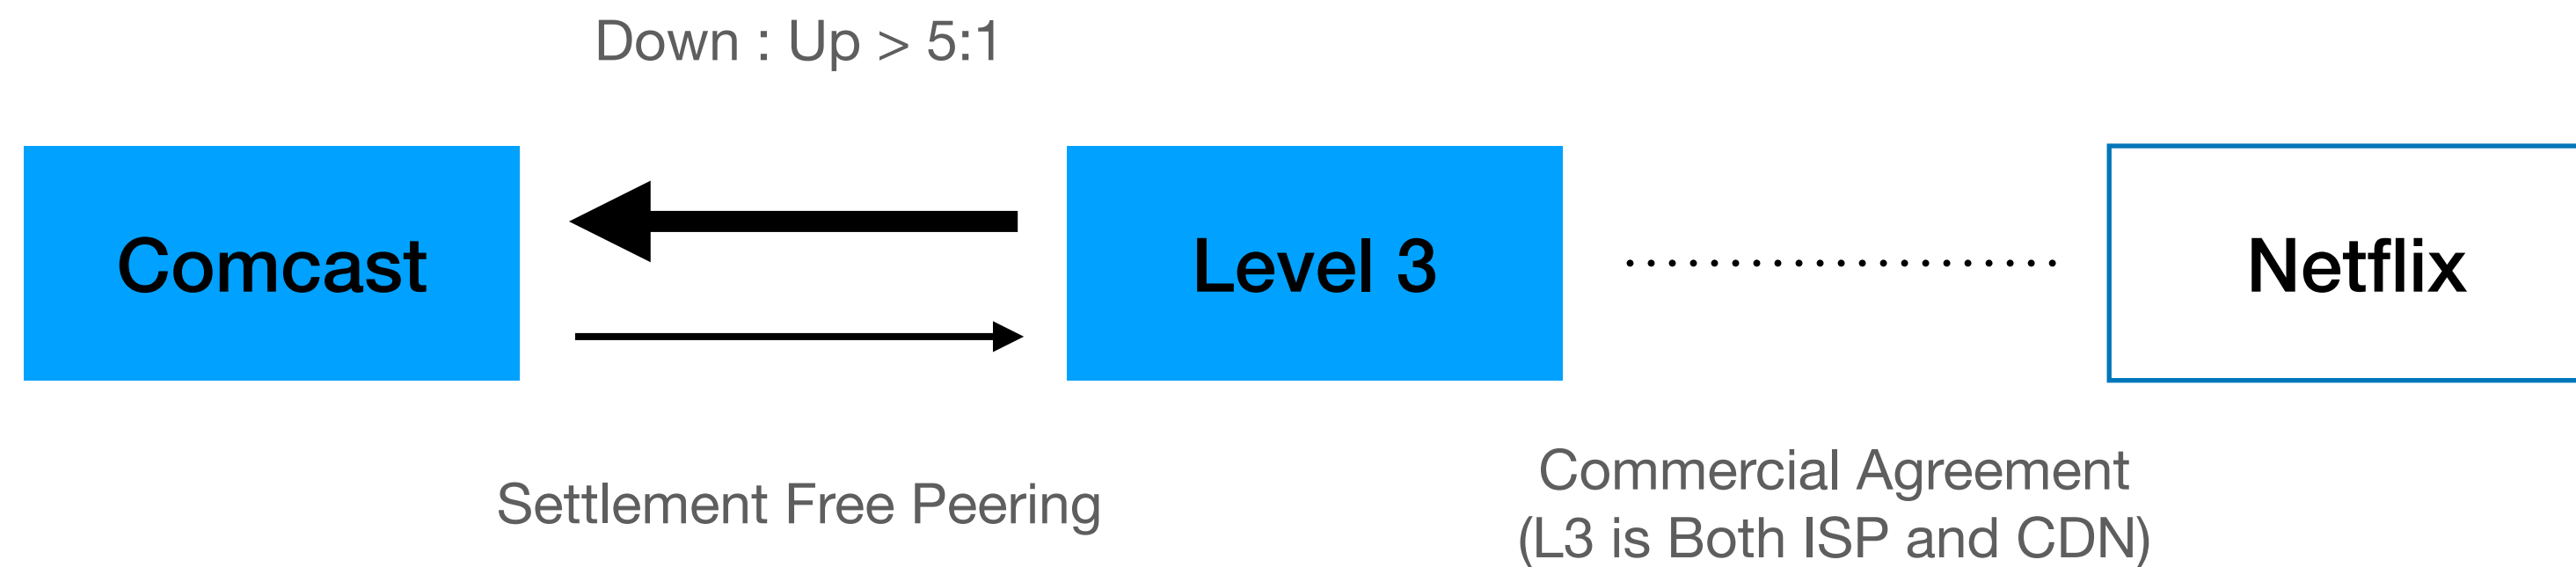 Down : Up > 5:1
Comcast
Level 3
Netflix
Settlement Free Peering
Commercial Agreement
(L3 is Both ISP and CDN)